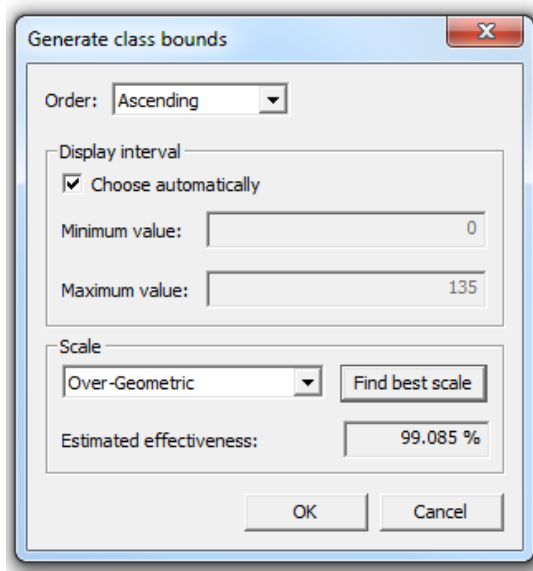 Generate class bounds
Order: Ascending
Display interval
Choose automatically
Minimum value: 0
Maximum value: 135
Scale
Over-Geometric Find best scale
Estimated effectiveness: 99.085 %
OK Cancel